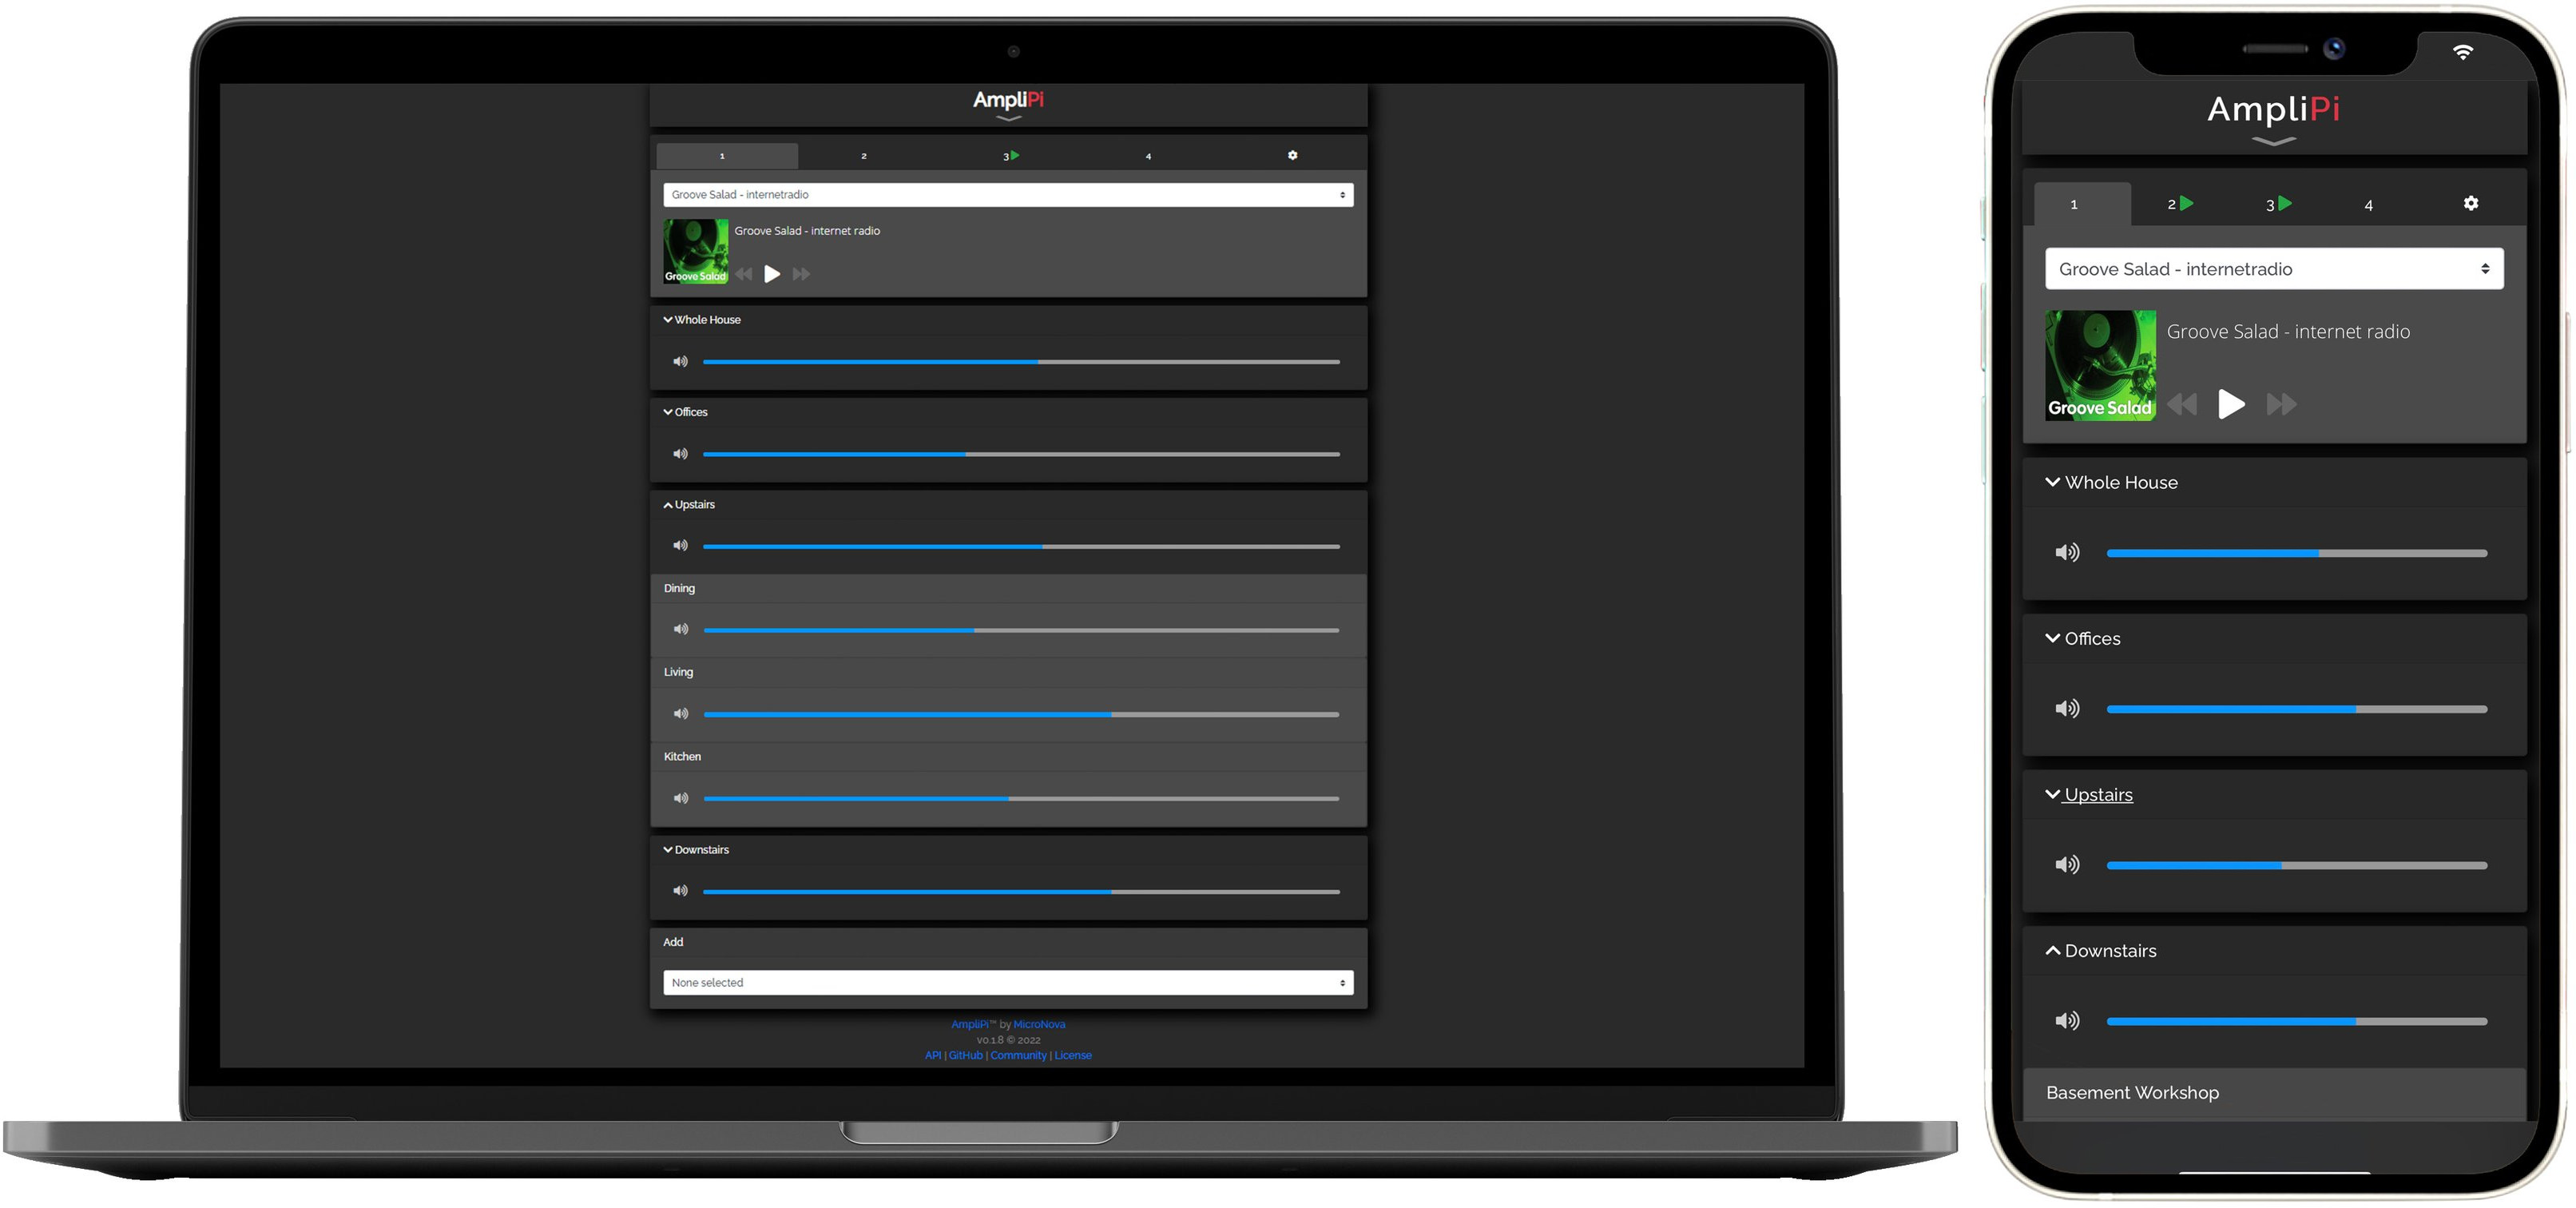 AmpliPi
1 2 3 4
Groove Salad - internetradio
Groove Salad - internet radio
Groove Salad
Whole House
Offices
Upstairs
Dining
Living
Kitchen
Downstairs
Add
None selected
AmpliPi™ by MicroNova
v0.1.8 © 2022
API | GitHub | Community | License
AmpliPi
1 2 3 4
Groove Salad - internetradio
Groove Salad - internet radio
Groove Salad
Whole House
Offices
Upstairs
Downstairs
Basement Workshop